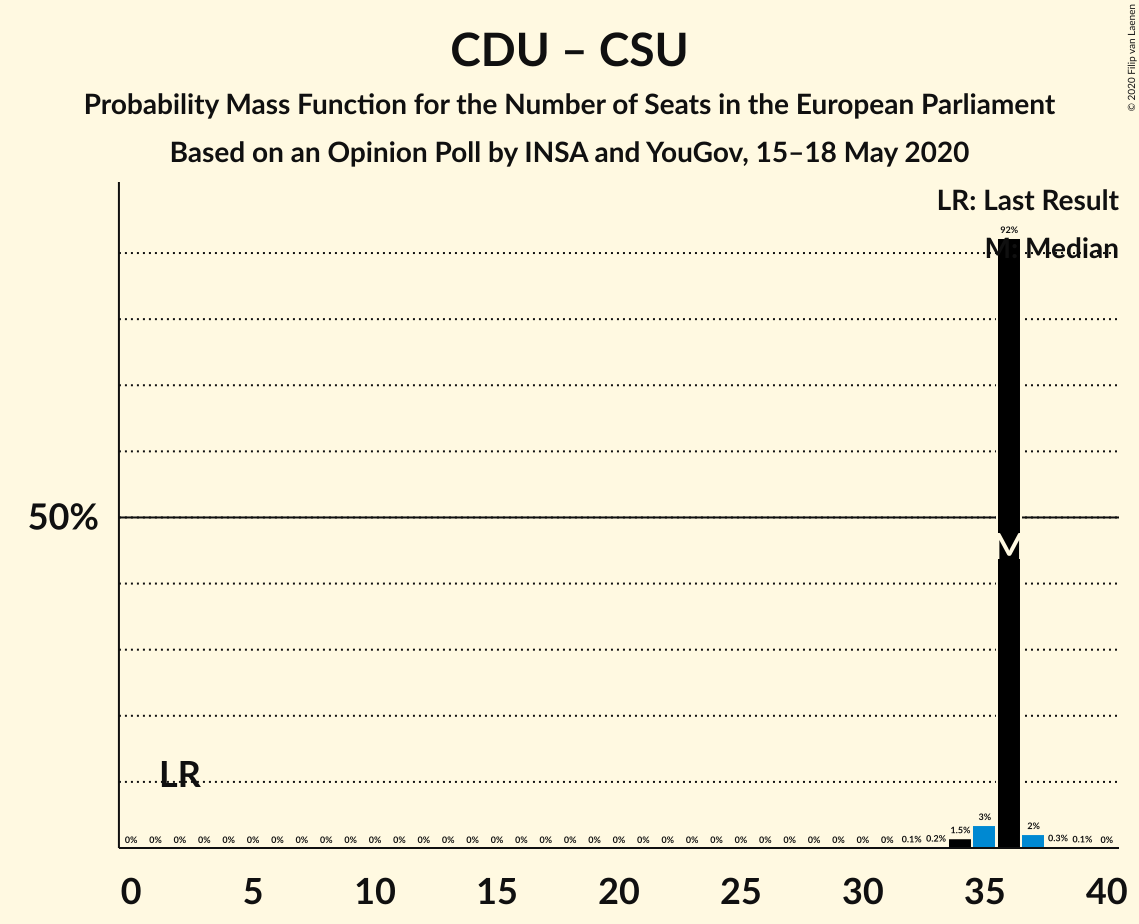 CDU – CSU
Probability Mass Function for the Number of Seats in the European Parliament
Based on an Opinion Poll by INSA and YouGov, 15–18 May 2020
© 2020 Filip van Laenen
LR: Last Result
92%
M: Median
50%
M
LR
0% 0% 0% 0% 0% 0% 0% 0% 0% 0% 0% 0% 0% 0% 0% 0% 0% 0% 0% 0% 0% 0% 0% 0% 0% 0% 0% 0% 0% 0% 0% 0% 0.1% 0.2% 1.5% 3% 2% 0.3% 0.1% 0%
0 5 10 15 20 25 30 35 40